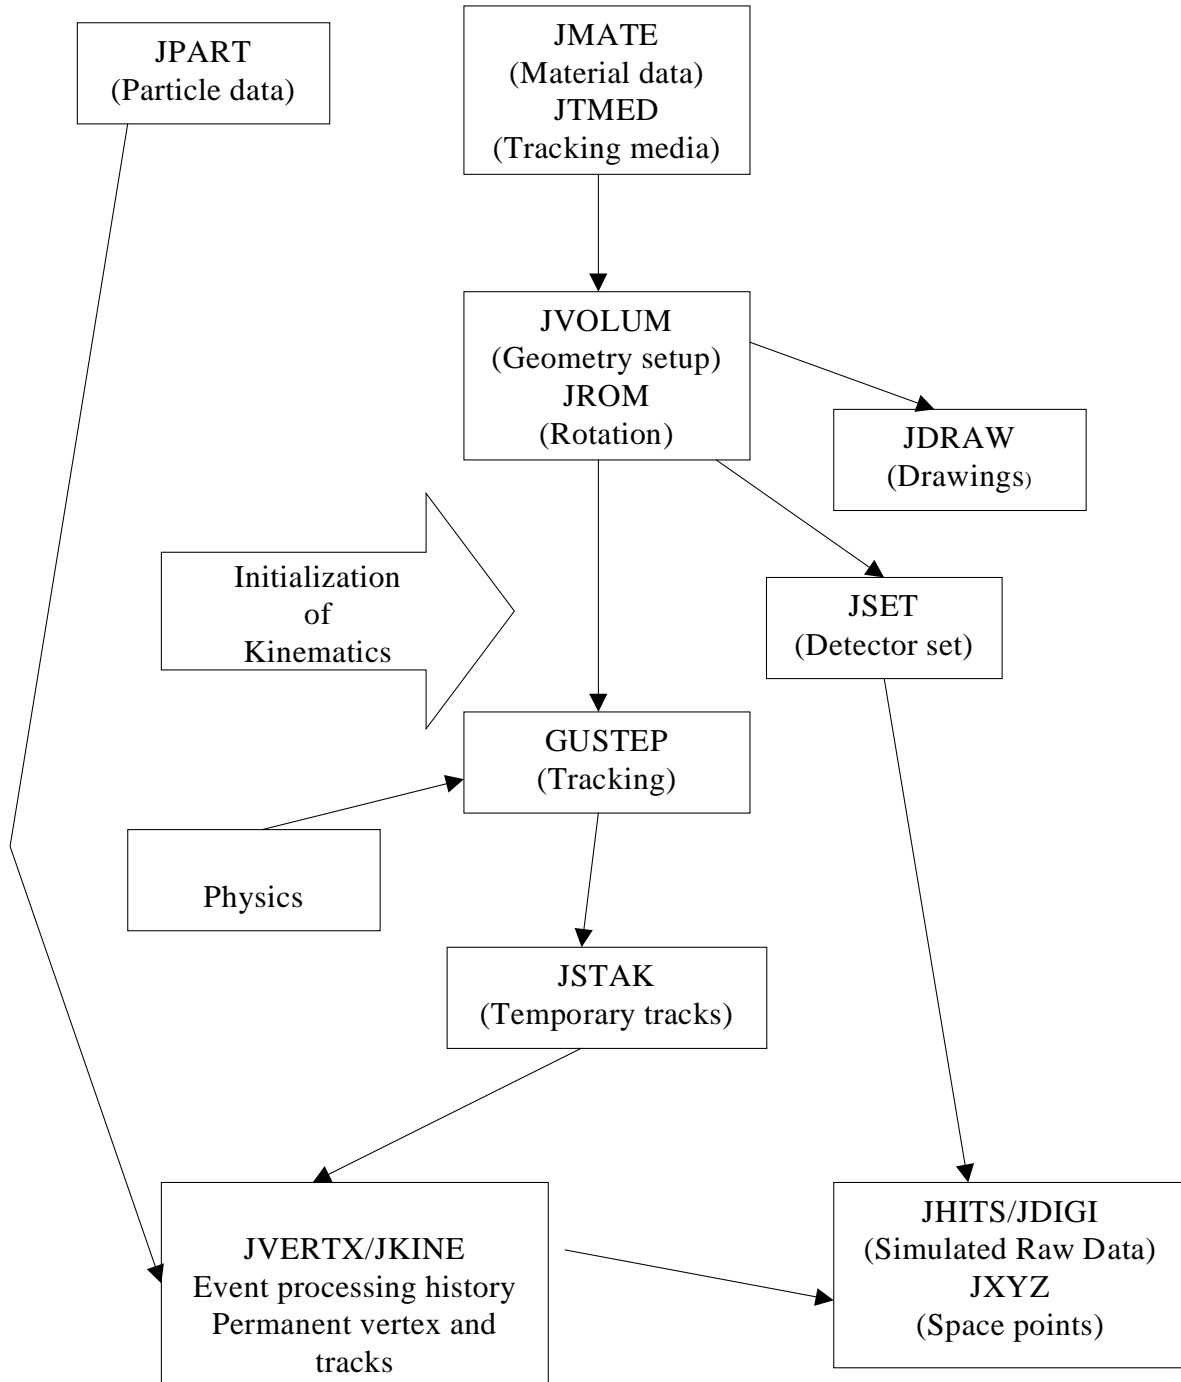 JPART
(Particle data)
JMATE
(Material data)
JTMED
(Tracking media)
JVOLUM
(Geometry setup)
JROM
(Rotation)
JDRAW
(Drawings)
Initialization
of
Kinematics
JSET
(Detector set)
GUSTEP
(Tracking)
Physics
JSTAK
(Temporary tracks)
JVERTX/JKINE
Event processing history
Permanent vertex and
tracks
JHITS/JDIGI
(Simulated Raw Data)
JXYZ
(Space points)